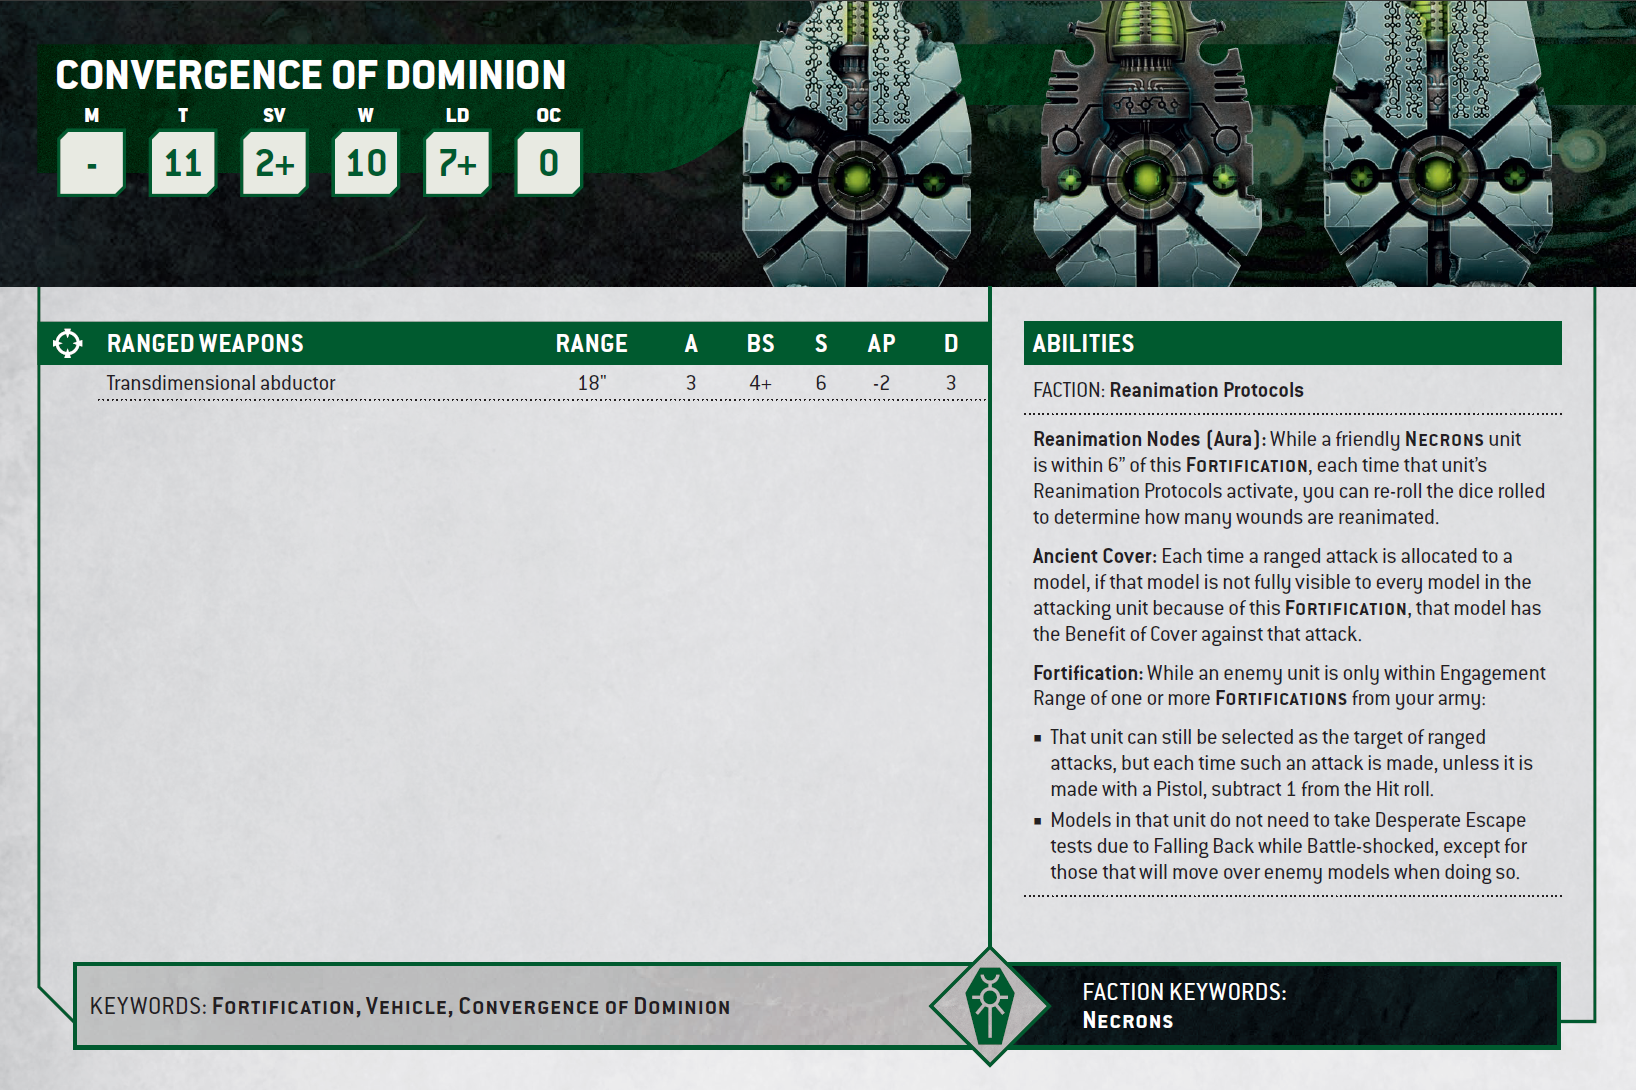 CONVERGENCE OF DOMINION
M T SV W LD OC
- 11 2+ 10 7+ 0
RANGED WEAPONS RANGE A BS S AP D
Transdimensional abductor 18" 3 4+ 6 -2 3
ABILITIES
FACTION: Reanimation Protocols
Reanimation Nodes (Aura): While a friendly NECRONS unit
is within 6” of this FORTIFICATION, each time that unit’s
Reanimation Protocols activate, you can re-roll the dice rolled
to determine how many wounds are reanimated.
Ancient Cover: Each time a ranged attack is allocated to a
model, if that model is not fully visible to every model in the
attacking unit because of this FORTIFICATION, that model has
the Benefit of Cover against that attack.
Fortification: While an enemy unit is only within Engagement
Range of one or more FORTIFICATIONS from your army:
▪ That unit can still be selected as the target of ranged
attacks, but each time such an attack is made, unless it is
made with a Pistol, subtract 1 from the Hit roll.
▪ Models in that unit do not need to take Desperate Escape
tests due to Falling Back while Battle-shocked, except for
those that will move over enemy models when doing so.
KEYWORDS: FORTIFICATION, VEHICLE, CONVERGENCE OF DOMINION
FACTION KEYWORDS:
NECRONS